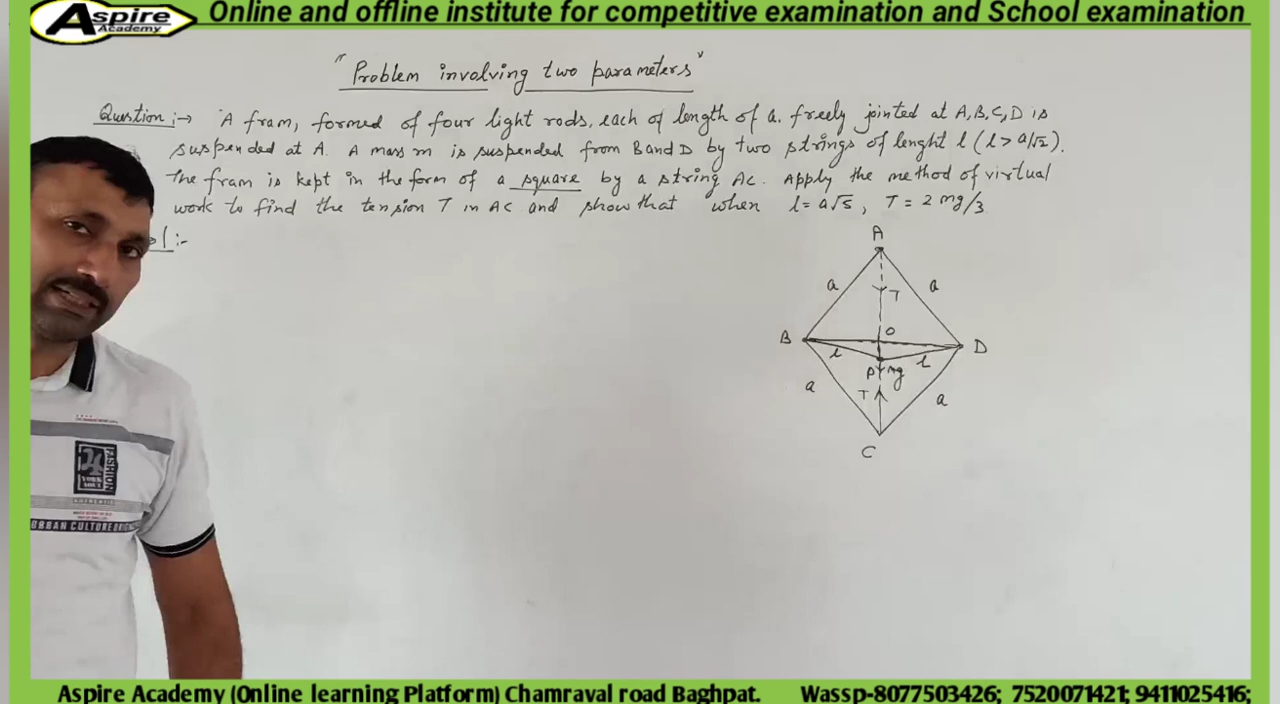 Aspire
Academy
Online and offline institute for competitive examination and School examination
"Problem involving two parameters"
Question :→ A fram, formed of four light rods, each of length of a. freely jointed at A, B, C, D is
suspended at A. A mass m is suspended from B and D by two strings of lenght l (l > a/√2).
The fram is kept in the form of a square by a string AC. Apply the method of virtual
work to find the tension T in AC and show that when l = a√5, T = 2mg/3
:-
A
a
a
T
B
O
D
l
l
P
mg
a
T
a
C
Aspire Academy (Online learning Platform) Chamraval road Baghpat. Wassp-8077503426; 7520071421; 9411025416;